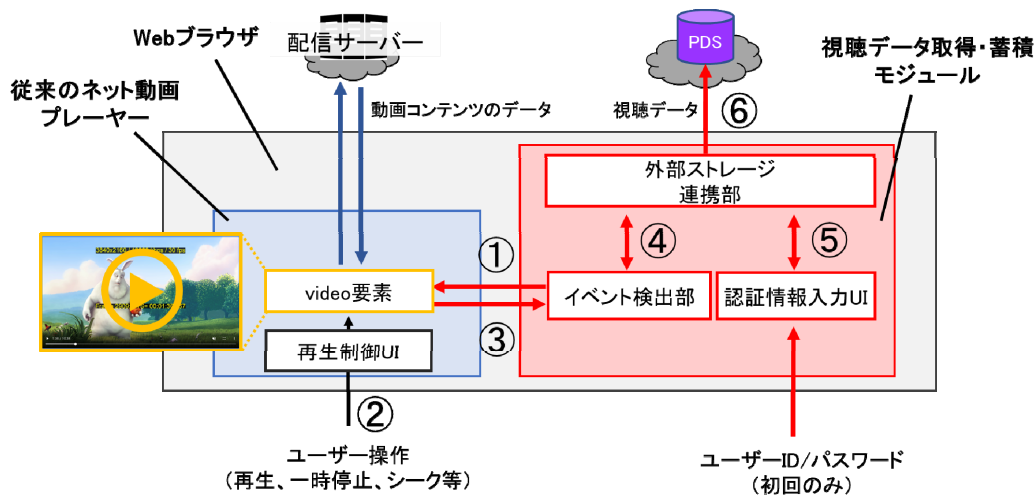 Webブラウザ
配信サーバー
PDS
視聴データ取得・蓄積
モジュール
従来のネット動画
プレーヤー
動画コンテンツのデータ
視聴データ
⑥
外部ストレージ
連携部
①
④
⑤
video要素
イベント検出部
認証情報入力UI
③
再生制御UI
②
ユーザー操作
(再生、一時停止、シーク等)
ユーザーID/パスワード
(初回のみ)